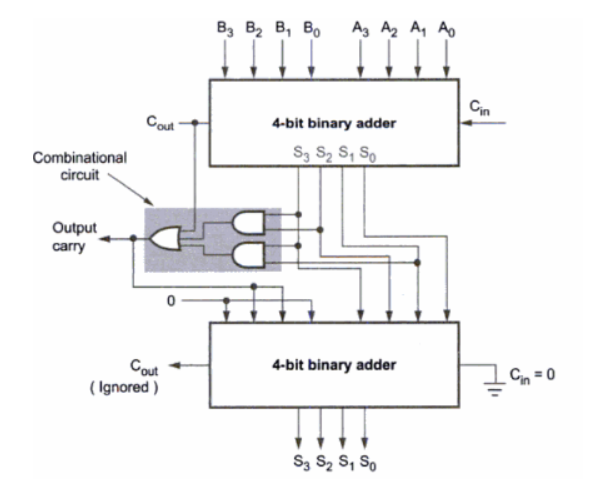 B₃ B₂ B₁ B₀ A₃ A₂ A₁ A₀
Cout
4-bit binary adder
Cin
S₃ S₂ S₁ S₀
Combinational
circuit
Output
carry
0
Cout
( Ignored )
4-bit binary adder
Cin = 0
S₃ S₂ S₁ S₀